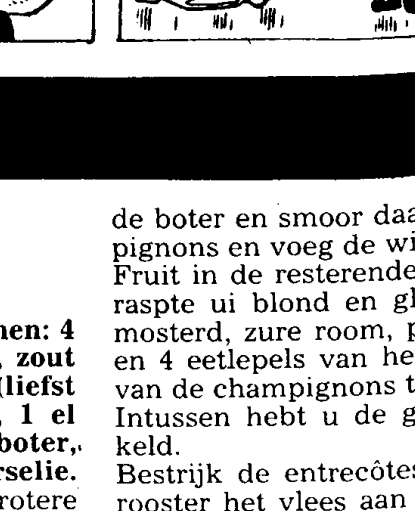 nen: 4
, zout
(liefst
, 1 el
boter,
rselie.
rotere
de boter en smoor daa
pignons en voeg de wi
Fruit in de resterende
raspte ui blond en gl
mosterd, zure room, p
en 4 eetlepels van he
van de champignons t
Intussen hebt u de g
keld.
Bestrijk de entrecôtes
rooster het vlees aan